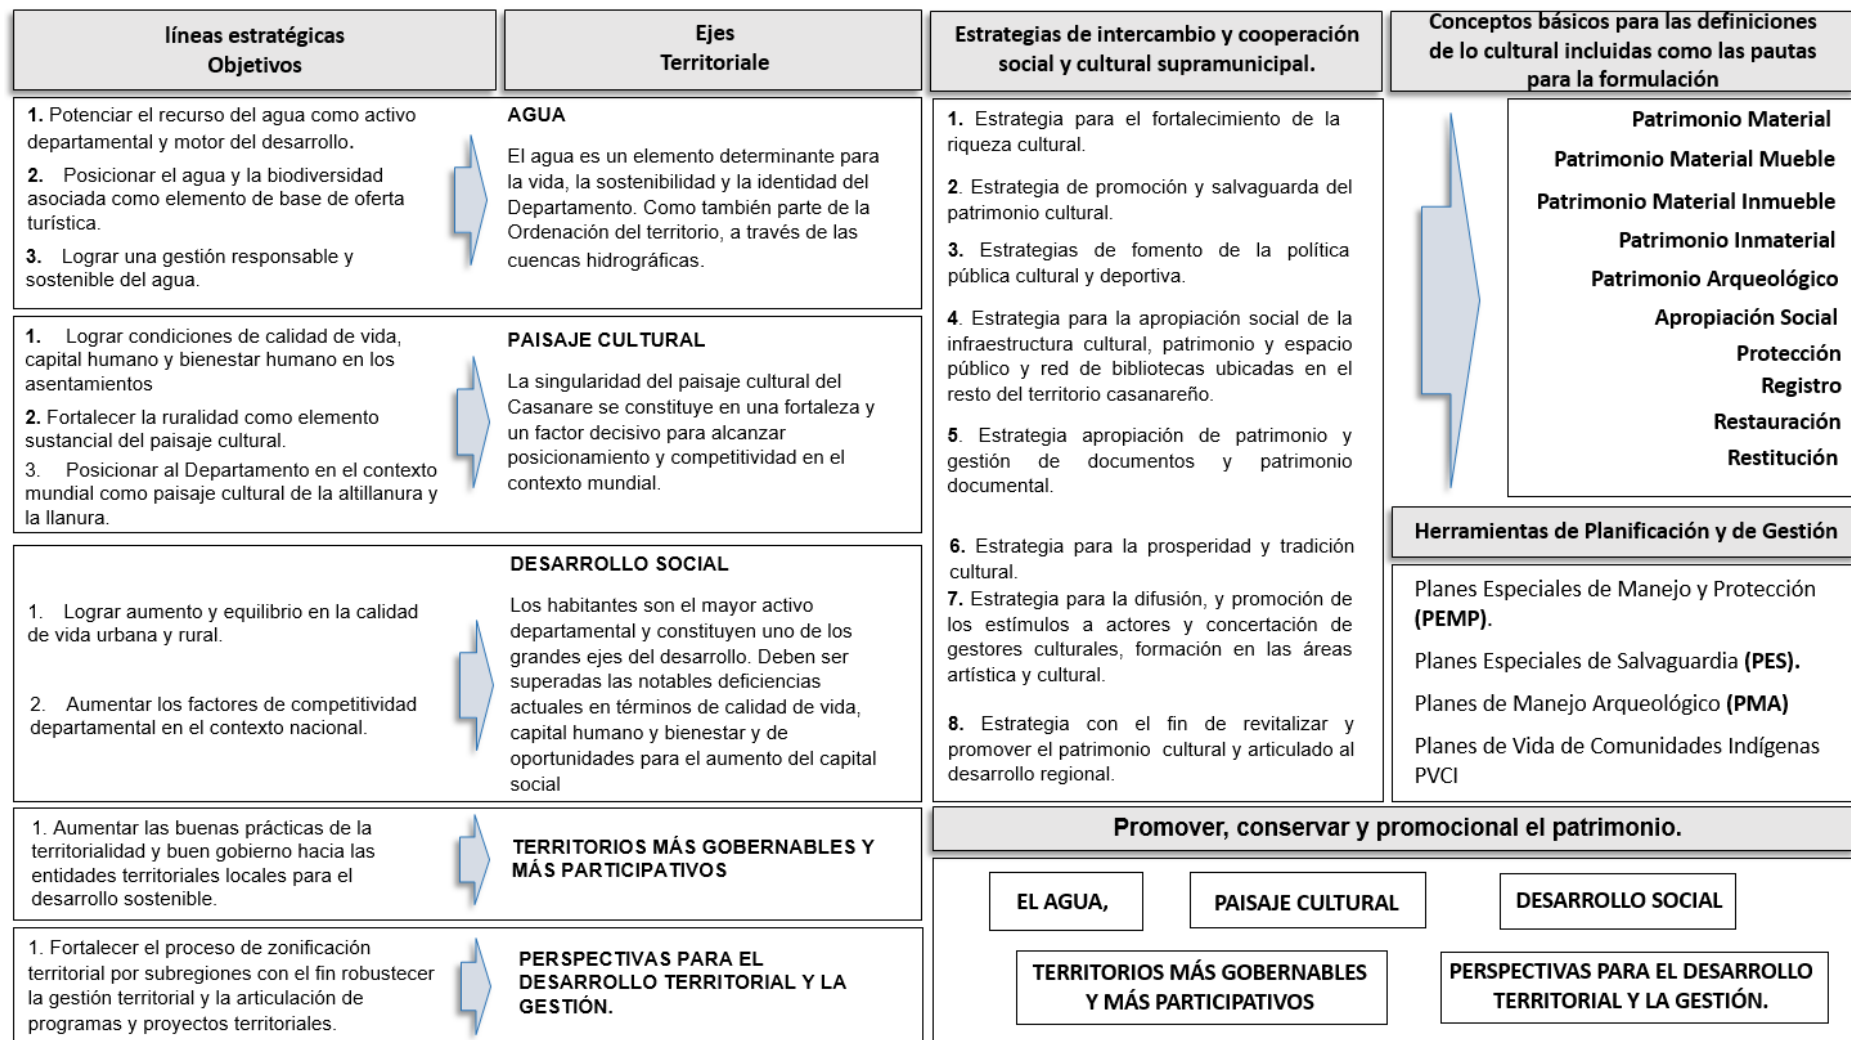 líneas estratégicas
Objetivos
Ejes
Territoriale
Estrategias de intercambio y cooperación
social y cultural supramunicipal.
Conceptos básicos para las definiciones
de lo cultural incluidas como las pautas
para la formulación
1. Potenciar el recurso del agua como activo
departamental y motor del desarrollo.
2. Posicionar el agua y la biodiversidad
asociada como elemento de base de oferta
turística.
3. Lograr una gestión responsable y
sostenible del agua.
AGUA
El agua es un elemento determinante para
la vida, la sostenibilidad y la identidad del
Departamento. Como también parte de la
Ordenación del territorio, a través de las
cuencas hidrográficas.
1. Lograr condiciones de calidad de vida,
capital humano y bienestar humano en los
asentamientos
2. Fortalecer la ruralidad como elemento
sustancial del paisaje cultural.
3. Posicionar al Departamento en el contexto
mundial como paisaje cultural de la altillanura y
la llanura.
PAISAJE CULTURAL
La singularidad del paisaje cultural del
Casanare se constituye en una fortaleza y
un factor decisivo para alcanzar
posicionamiento y competitividad en el
contexto mundial.
1. Lograr aumento y equilibrio en la calidad
de vida urbana y rural.
2. Aumentar los factores de competitividad
departamental en el contexto nacional.
DESARROLLO SOCIAL
Los habitantes son el mayor activo
departamental y constituyen uno de los
grandes ejes del desarrollo. Deben ser
superadas las notables deficiencias
actuales en términos de calidad de vida,
capital humano y bienestar y de
oportunidades para el aumento del capital
social
1. Aumentar las buenas prácticas de la
territorialidad y buen gobierno hacia las
entidades territoriales locales para el
desarrollo sostenible.
TERRITORIOS MÁS GOBERNABLES Y
MÁS PARTICIPATIVOS
1. Fortalecer el proceso de zonificación
territorial por subregiones con el fin robustecer
la gestión territorial y la articulación de
programas y proyectos territoriales.
PERSPECTIVAS PARA EL
DESARROLLO TERRITORIAL Y LA
GESTIÓN.
1. Estrategia para el fortalecimiento de la
riqueza cultural.
2. Estrategia de promoción y salvaguarda del
patrimonio cultural.
3. Estrategias de fomento de la política
pública cultural y deportiva.
4. Estrategia para la apropiación social de la
infraestructura cultural, patrimonio y espacio
público y red de bibliotecas ubicadas en el
resto del territorio casanareño.
5. Estrategia apropiación de patrimonio y
gestión de documentos y patrimonio
documental.
6. Estrategia para la prosperidad y tradición
cultural.
7. Estrategia para la difusión, y promoción de
los estímulos a actores y concertación de
gestores culturales, formación en las áreas
artística y cultural.
8. Estrategia con el fin de revitalizar y
promover el patrimonio cultural y articulado al
desarrollo regional.
Patrimonio Material
Patrimonio Material Mueble
Patrimonio Material Inmueble
Patrimonio Inmaterial
Patrimonio Arqueológico
Apropiación Social
Protección
Registro
Restauración
Restitución
Herramientas de Planificación y de Gestión
Planes Especiales de Manejo y Protección
(PEMP).
Planes Especiales de Salvaguardia (PES).
Planes de Manejo Arqueológico (PMA)
Planes de Vida de Comunidades Indígenas
PVCI
Promover, conservar y promocional el patrimonio.
EL AGUA,
PAISAJE CULTURAL
DESARROLLO SOCIAL
TERRITORIOS MÁS GOBERNABLES
Y MÁS PARTICIPATIVOS
PERSPECTIVAS PARA EL DESARROLLO
TERRITORIAL Y LA GESTIÓN.